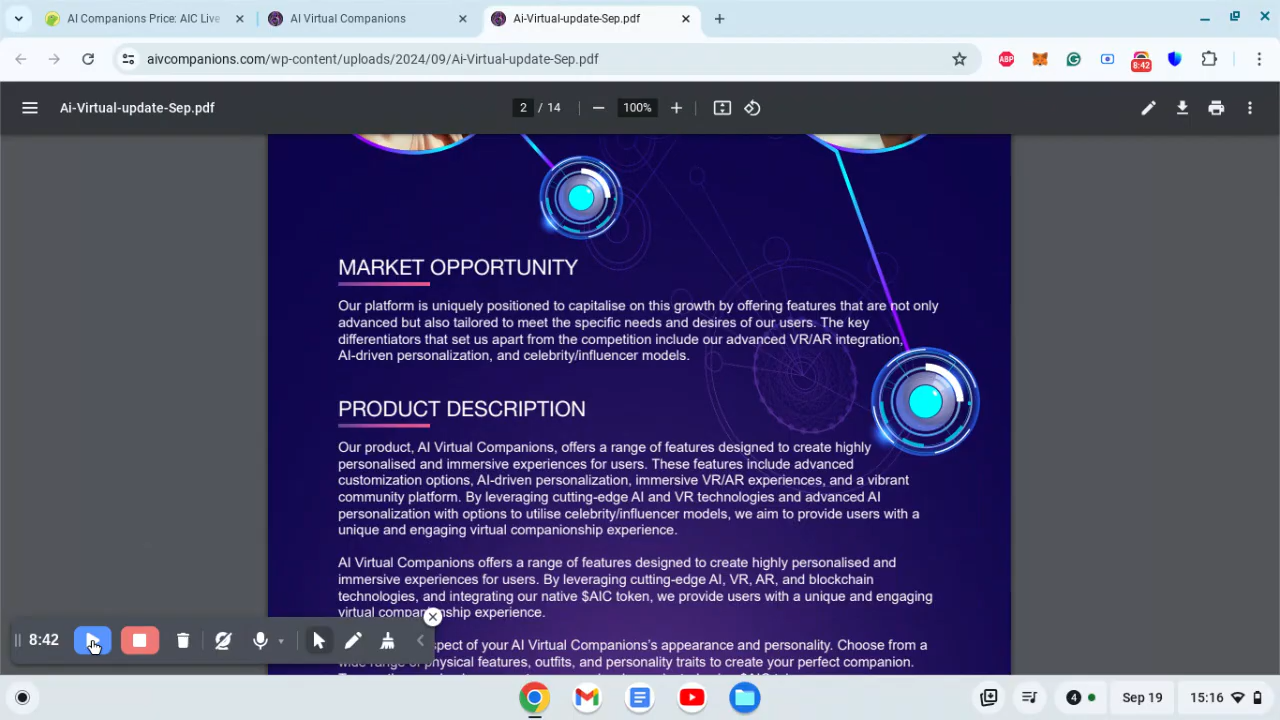 AI Companions Price: AIC Live
AI Virtual Companions
Ai-Virtual-update-Sep.pdf
aivcompanions.com/wp-content/uploads/2024/09/Ai-Virtual-update-Sep.pdf
ABP
8:42
Ai-Virtual-update-Sep.pdf
2 / 14
100%
MARKET OPPORTUNITY
Our platform is uniquely positioned to capitalise on this growth by offering features that are not only
advanced but also tailored to meet the specific needs and desires of our users. The key
differentiators that set us apart from the competition include our advanced VR/AR integration,
AI-driven personalization, and celebrity/influencer models.
PRODUCT DESCRIPTION
Our product, AI Virtual Companions, offers a range of features designed to create highly
personalised and immersive experiences for users. These features include advanced
customization options, AI-driven personalization, immersive VR/AR experiences, and a vibrant
community platform. By leveraging cutting-edge AI and VR technologies and advanced AI
personalization with options to utilise celebrity/influencer models, we aim to provide users with a
unique and engaging virtual companionship experience.
AI Virtual Companions offers a range of features designed to create highly personalised and
immersive experiences for users. By leveraging cutting-edge AI, VR, AR, and blockchain
technologies, and integrating our native $AIC token, we provide users with a unique and engaging
virtual companionship experience.
spect of your AI Virtual Companions's appearance and personality. Choose from a
physical features, outfits, and personality traits to create your perfect companion.
8:42
4
Sep 19
15:16